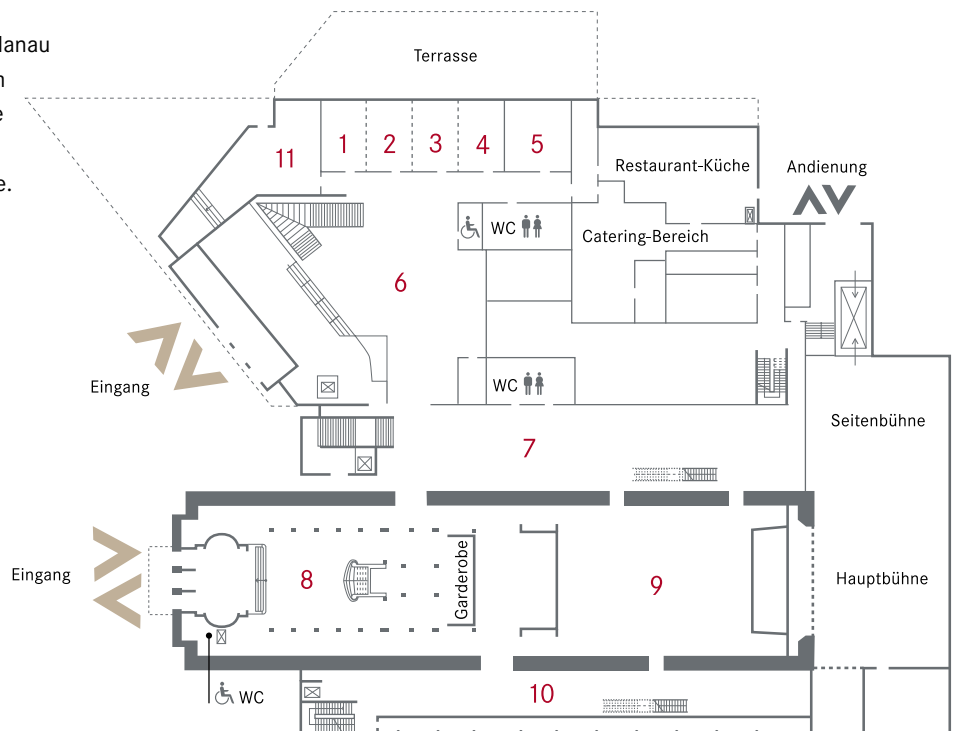 Terrasse
11
1
2
3
4
5
Restaurant-Küche
Andienung
WC
Catering-Bereich
6
Eingang
WC
Seitenbühne
7
Eingang
8
Garderobe
9
Hauptbühne
WC
10